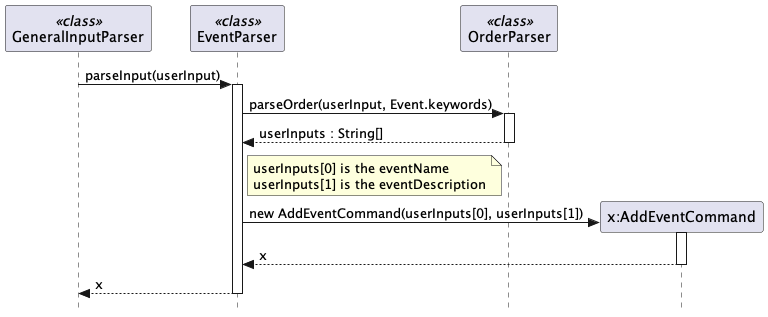 «class»
GeneralInputParser
«class»
EventParser
«class»
OrderParser
parseInput(userInput)
parseOrder(userInput, Event.keywords)
userInputs : String[]
userInputs[0] is the eventName
userInputs[1] is the eventDescription
new AddEventCommand(userInputs[0], userInputs[1])
x:AddEventCommand
x
x